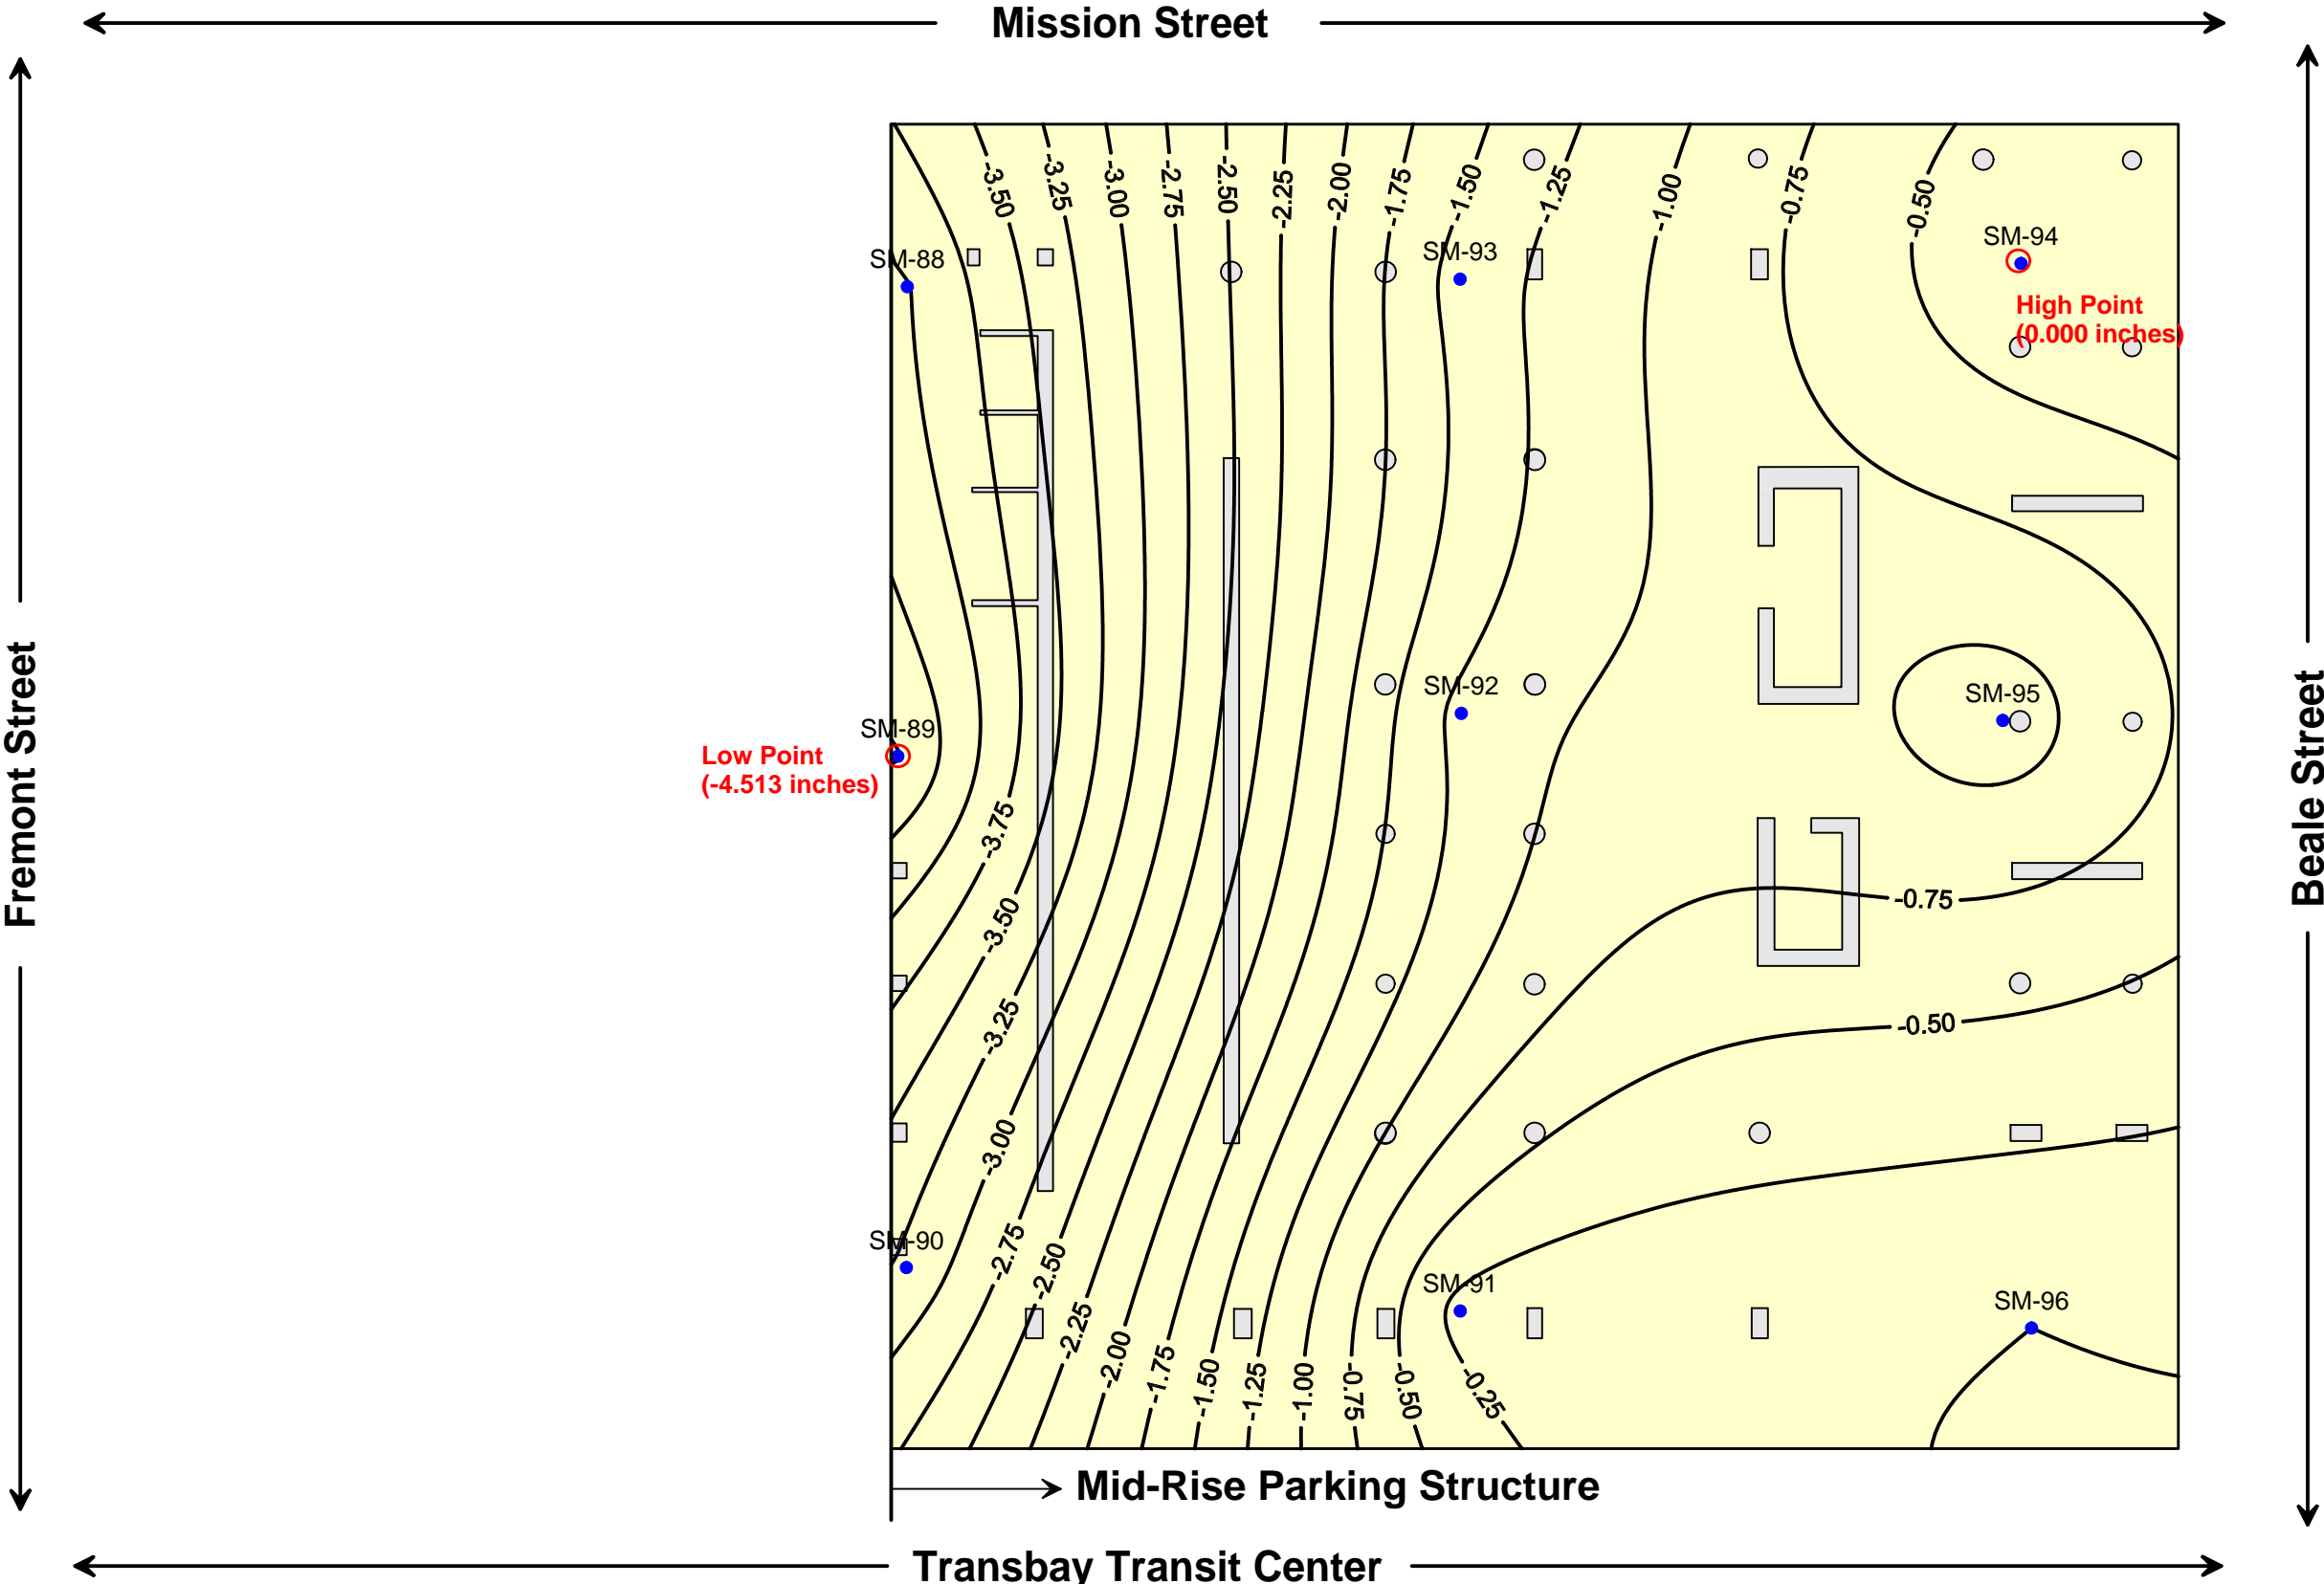 Mission Street
Fremont Street
Beale Street
-3.50
-3.25
-3.00
-2.75
-2.50
-2.25
-2.00
-1.75
-1.50
-1.25
-1.00
-0.75
-0.50
SM-88
SM-93
SM-94
High Point
(0.000 inches)
SM-92
SM-95
SM-89
Low Point
(-4.513 inches)
-3.75
-3.50
-0.75
-3.25
-0.50
-3.00
SM-90
-2.75
-2.50
SM-91
SM-96
-2.25
-2.00
-1.75
-1.50
-1.25
-1.00
-0.75
-0.50
-0.25
Mid-Rise Parking Structure
Transbay Transit Center